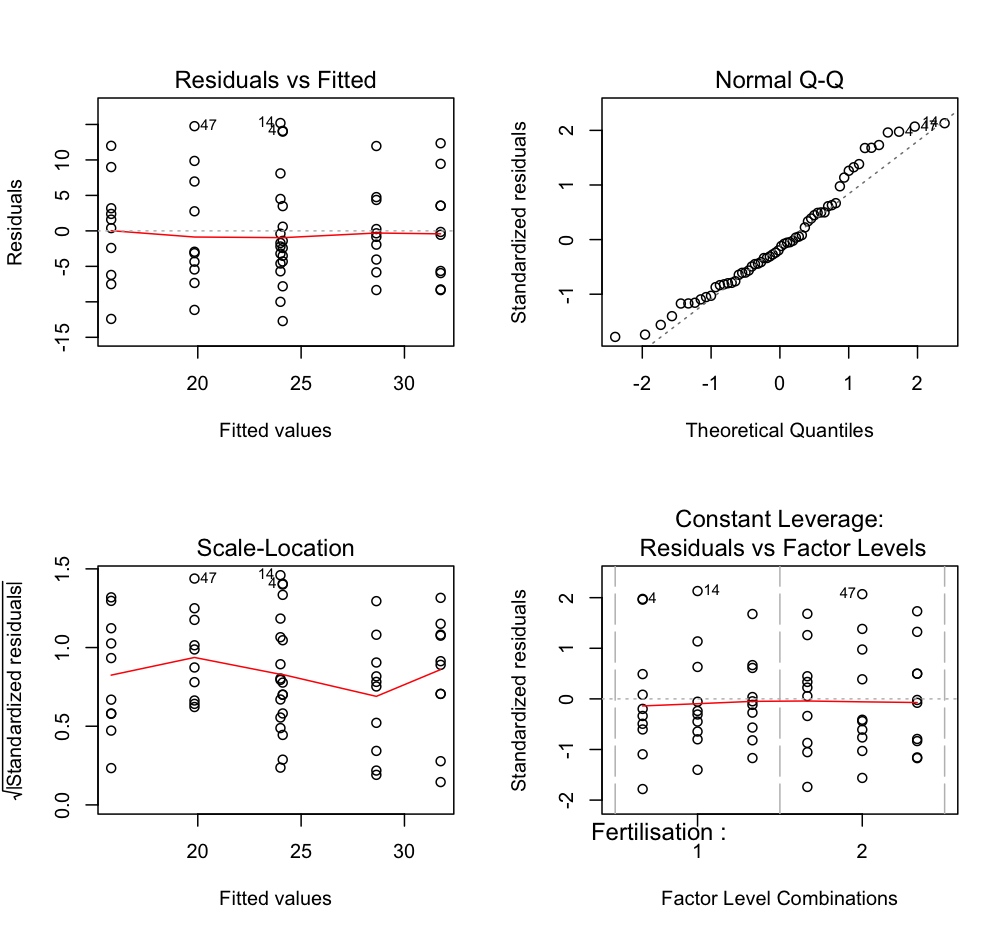 Residuals vs Fitted
Residuals
10
5
0
-5
-15
47
14
4
20 25 30
Fitted values
Normal Q-Q
Standardized residuals
2
1
0
-1
4 47 14
-2 -1 0 1 2
Theoretical Quantiles
Scale-Location
√|Standardized residuals|
1.5
1.0
0.5
0.0
47
14
4
20 25 30
Fitted values
Constant Leverage:
Residuals vs Factor Levels
Standardized residuals
2
1
0
-1
-2
4
14
47
Fertilisation :
1 2
Factor Level Combinations